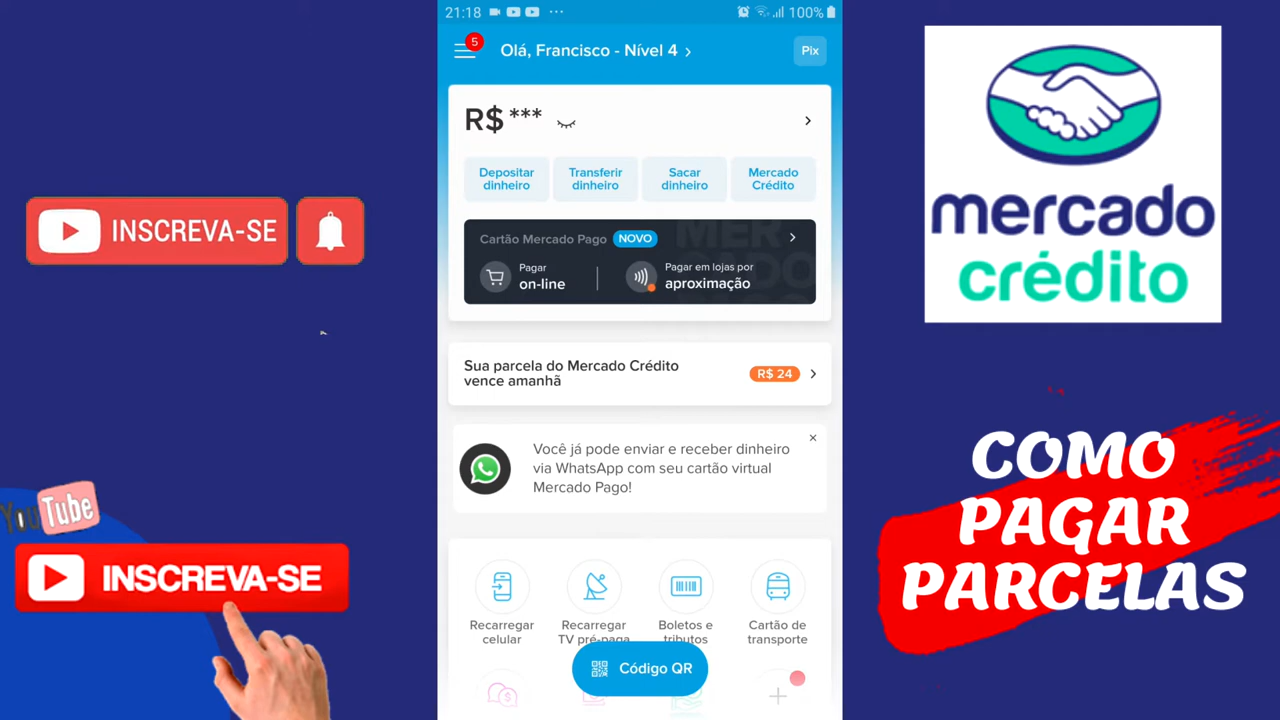 INSCREVA-SE
YouTube
INSCREVA-SE
21:18
100%
5
Olá, Francisco - Nível 4
Pix
R$ ***
Depositar
dinheiro
Transferir
dinheiro
Sacar
dinheiro
Mercado
Crédito
Cartão Mercado Pago NOVO
MER
CADO
Pagar
on-line
Pagar em lojas por
aproximação
Sua parcela do Mercado Crédito
vence amanhã
R$ 24
Você já pode enviar e receber dinheiro
via WhatsApp com seu cartão virtual
Mercado Pago!
Recarregar
celular
Recarregar
TV pré-paga
Boletos e
tributos
Cartão de
transporte
Código QR
mercado
crédito
COMO
PAGAR
PARCELAS